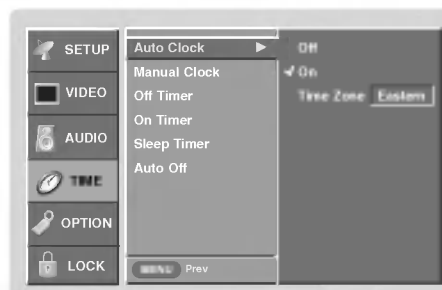 SETUP
VIDEO
AUDIO
TIME
OPTION
LOCK
Auto Clock
Manual Clock
Off Timer
On Timer
Sleep Timer
Auto Off
MENU Prev
Off
On
Time Zone Eastern